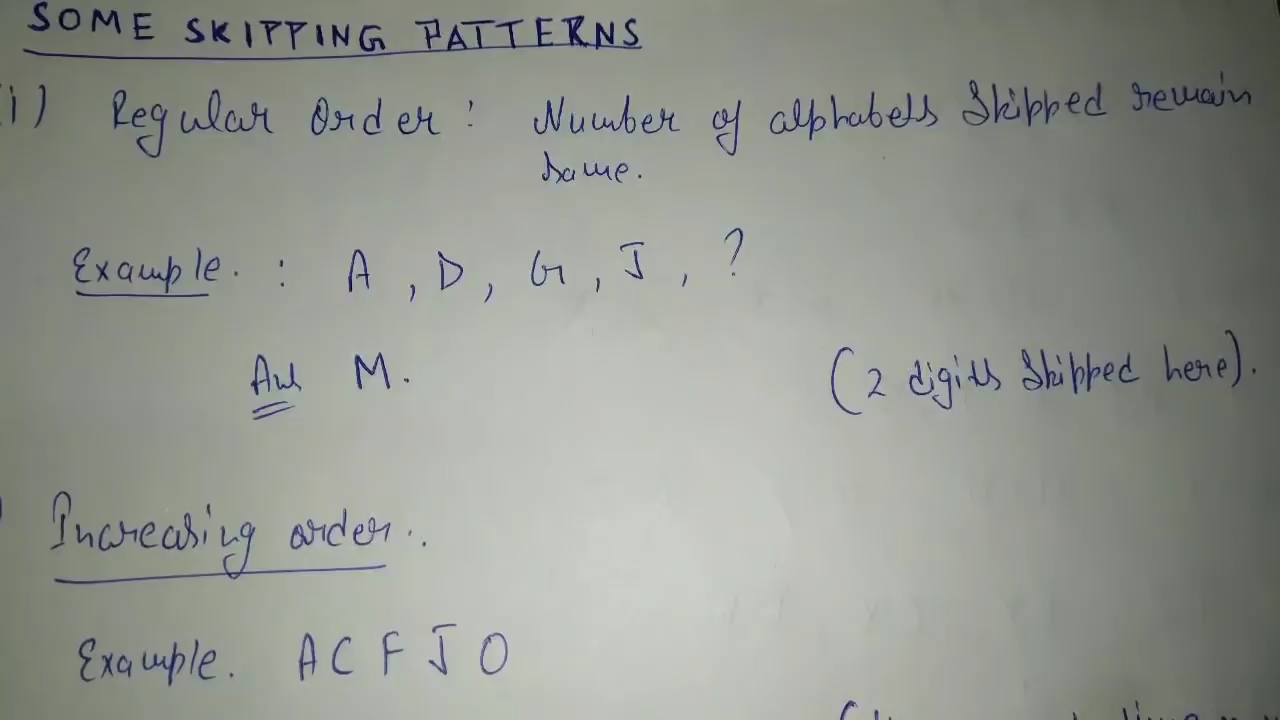 SOME SKIPPING PATTERNS
i) Regular Order : Number of alphabets skipped remain
same.
Example. : A , D , G , J , ?
Ans M. (2 digits skipped here).
Increasing order..
Example. A C F J O